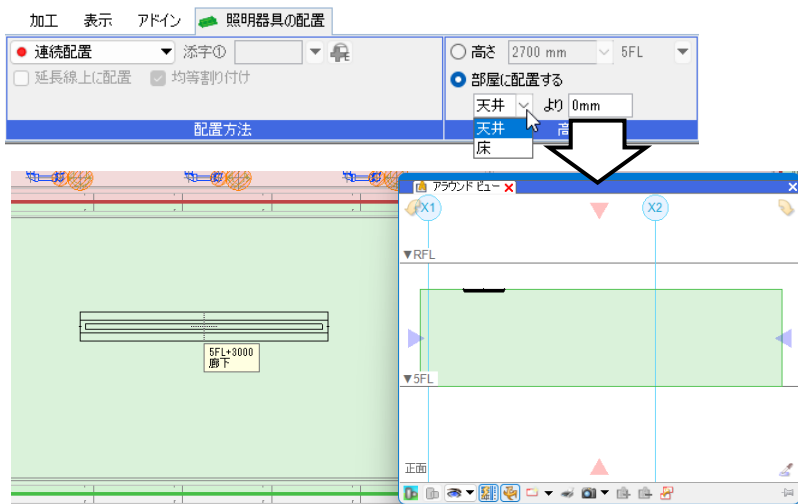 加工 表示 アドイン 照明器具の配置
連続配置 添字①
延長線上に配置 均等割り付け
配置方法
高さ 2700 mm 5FL
部屋に配置する
天井 より 0mm
天井
床
高
アラウンド ビュー
X1 X2
▼RFL
5FL+3000
廊下
▼5FL
正面